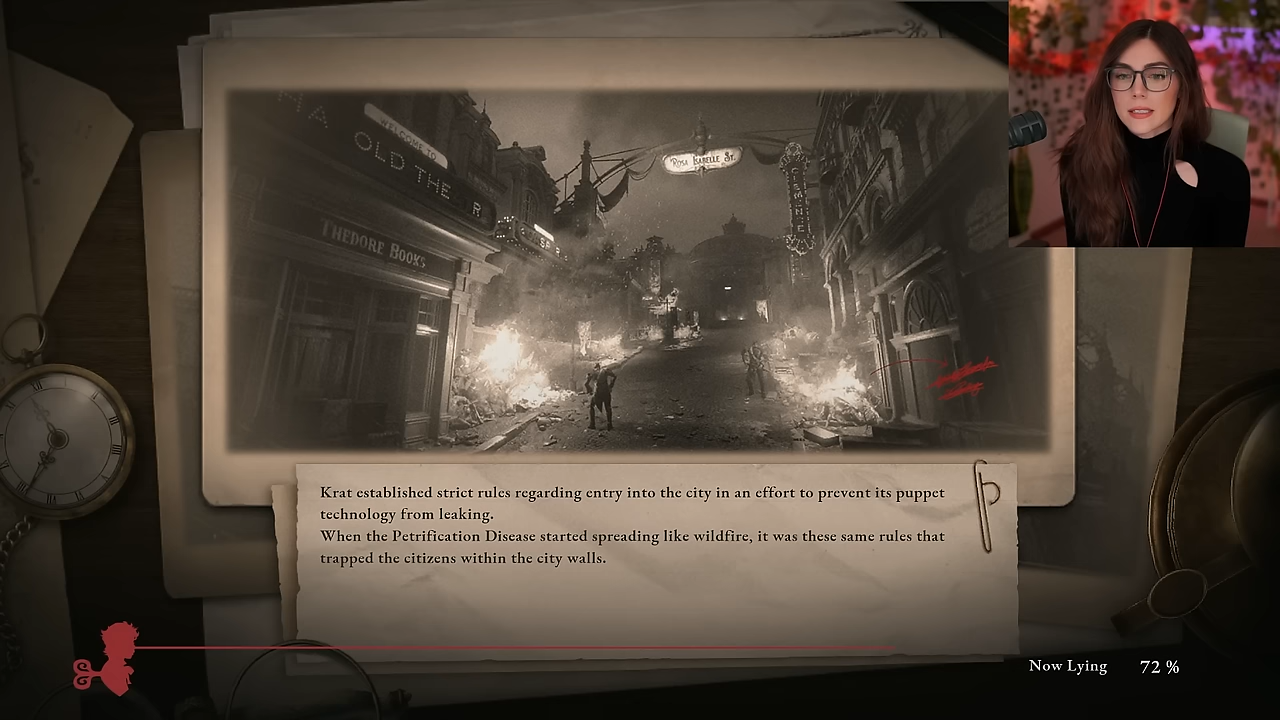 WELCOME TO
OLD THE R
THEDORE BOOKS
ROSA ISABELLE ST.
Krat established strict rules regarding entry into the city in an effort to prevent its puppet
technology from leaking.
When the Petrification Disease started spreading like wildfire, it was these same rules that
trapped the citizens within the city walls.
Now Lying 72 %